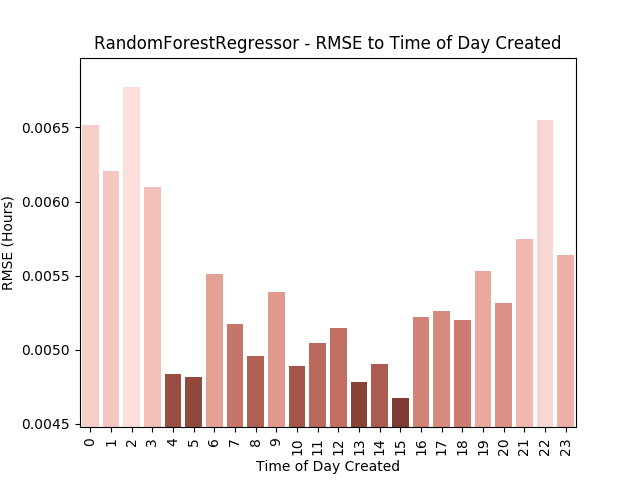 RandomForestRegressor - RMSE to Time of Day Created
RMSE (Hours)
0.0065
0.0060
0.0055
0.0050
0.0045
0 1 2 3 4 5 6 7 8 9 10 11 12 13 14 15 16 17 18 19 20 21 22 23
Time of Day Created